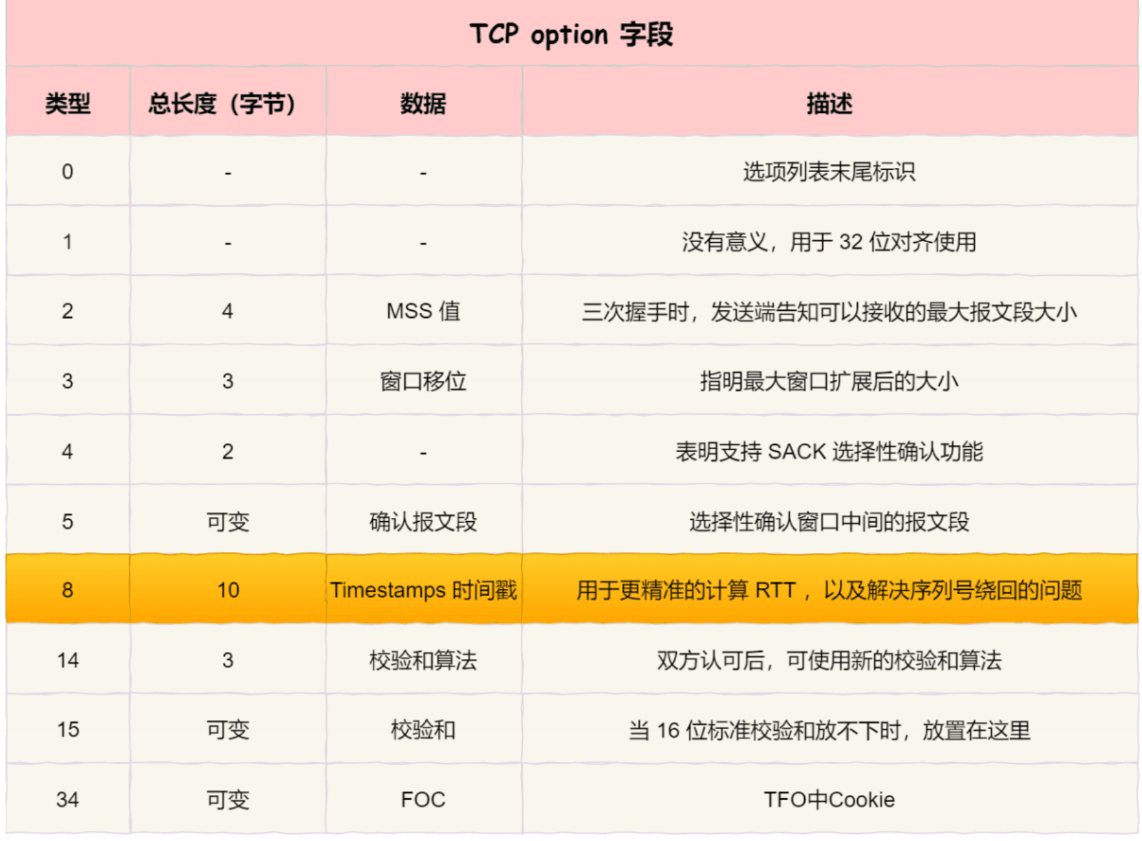 TCP option 字段
类型 总长度（字节） 数据 描述
0 - - 选项列表末尾标识
1 - - 没有意义，用于 32 位对齐使用
2 4 MSS 值 三次握手时，发送端告知可以接收的最大报文段大小
3 3 窗口移位 指明最大窗口扩展后的大小
4 2 - 表明支持 SACK 选择性确认功能
5 可变 确认报文段 选择性确认窗口中间的报文段
8 10 Timestamps 时间戳 用于更精准的计算 RTT ，以及解决序列号绕回的问题
14 3 校验和算法 双方认可后，可使用新的校验和算法
15 可变 校验和 当 16 位标准校验和放不下时，放置在这里
34 可变 FOC TFO中Cookie